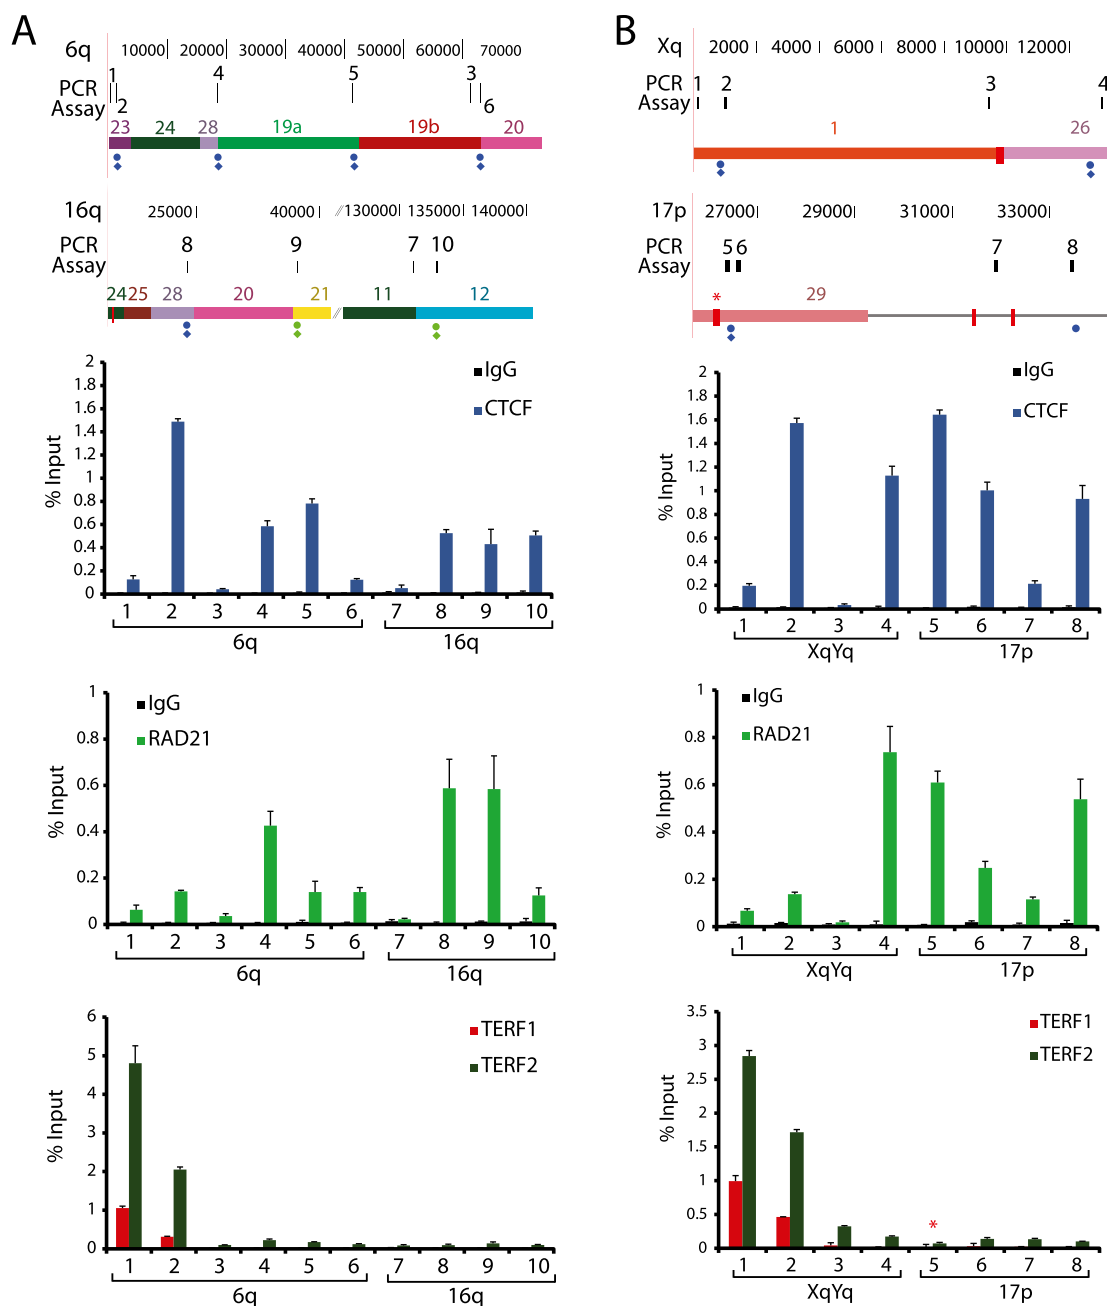 A
6q 10000 20000 30000 40000 50000 60000 70000
PCR Assay 1 2 4 5 3 6
23 24 28 19a 19b 20
16q 25000 40000 // 130000 135000 140000
PCR Assay 8 9 7 10
24 25 28 20 21 // 11 12
2
1.8
1.6
1.4
1.2
1
0.8
0.6
0.4
0.2
0
% Input
IgG
CTCF
1 2 3 4 5 6 7 8 9 10
6q 16q
1
0.8
0.6
0.4
0.2
0
% Input
IgG
RAD21
1 2 3 4 5 6 7 8 9 10
6q 16q
6
5
4
3
2
1
0
% Input
TERF1
TERF2
1 2 3 4 5 6 7 8 9 10
6q 16q
B
Xq 2000 4000 6000 8000 10000 12000
PCR Assay 1 2 3 4
1 26
17p 27000 29000 31000 33000
PCR Assay 5 6 7 8
* 29
2
1.8
1.6
1.4
1.2
1
0.8
0.6
0.4
0.2
0
% Input
IgG
CTCF
1 2 3 4 5 6 7 8
XqYq 17p
1
0.8
0.6
0.4
0.2
0
% Input
IgG
RAD21
1 2 3 4 5 6 7 8
XqYq 17p
3.5
3
2.5
2
1.5
1
0.5
0
% Input
TERF1
TERF2
*
1 2 3 4 5 6 7 8
XqYq 17p